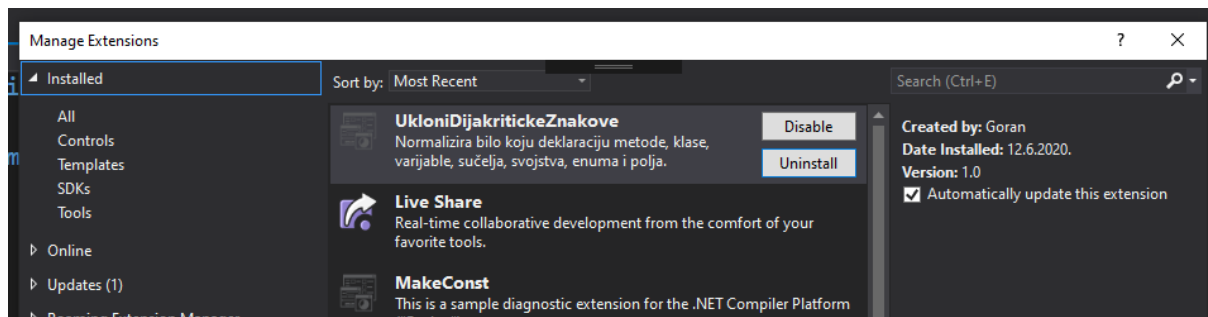 Manage Extensions
?
Installed
Sort by: Most Recent
Search (Ctrl+E)
All
Controls
Templates
SDKs
Tools
Online
Updates (1)
UkloniDijakritickeZnakove
Normalizira bilo koju deklaraciju metode, klase,
varijable, sučelja, svojstva, enuma i polja.
Disable
Uninstall
Live Share
Real-time collaborative development from the comfort of your
favorite tools.
MakeConst
This is a sample diagnostic extension for the .NET Compiler Platform
Created by: Goran
Date Installed: 12.6.2020.
Version: 1.0
Automatically update this extension